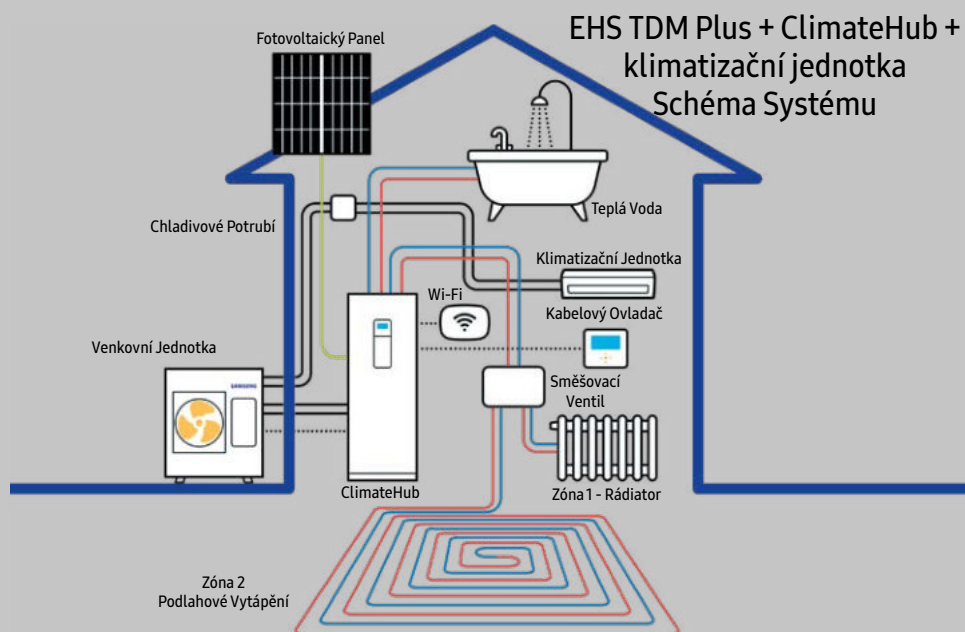 EHS TDM Plus + ClimateHub +
klimatizační jednotka
Schéma Systému
Fotovoltaický Panel
Teplá Voda
Chladivové Potrubí
Klimatizační Jednotka
Wi-Fi
Kabelový Ovladač
Venkovní Jednotka
SAMSUNG
Směšovací
Ventil
ClimateHub
Zóna 1 - Rádiator
Zóna 2
Podlahové Vytápění